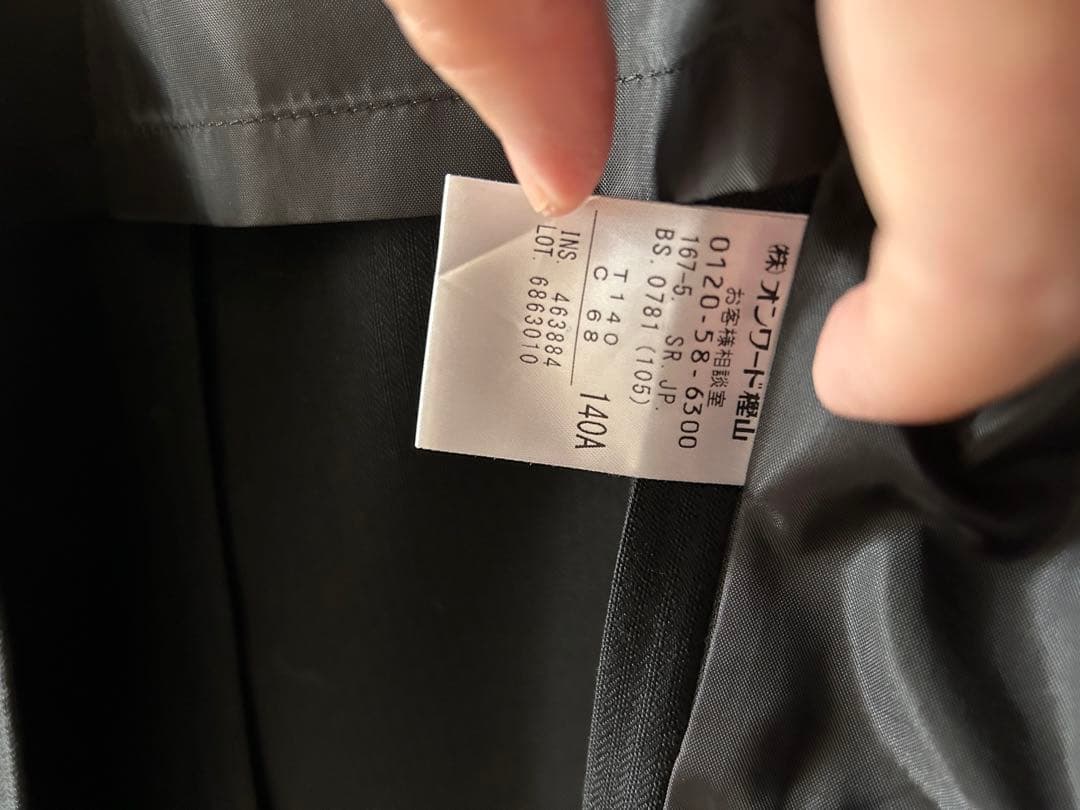 ㈱オンワード樫山
お客様相談室
0120-58-6300
167-5. SR. JP.
BS. 0781 (105)
T 140
C 68
140A
INS. 463884
LOT. 6863010